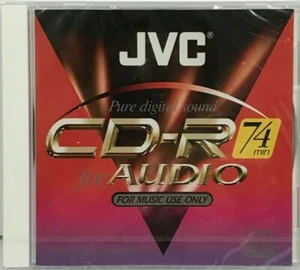 JVC®
Pure digital sound
CD-R 74
min
for AUDIO
FOR MUSIC USE ONLY